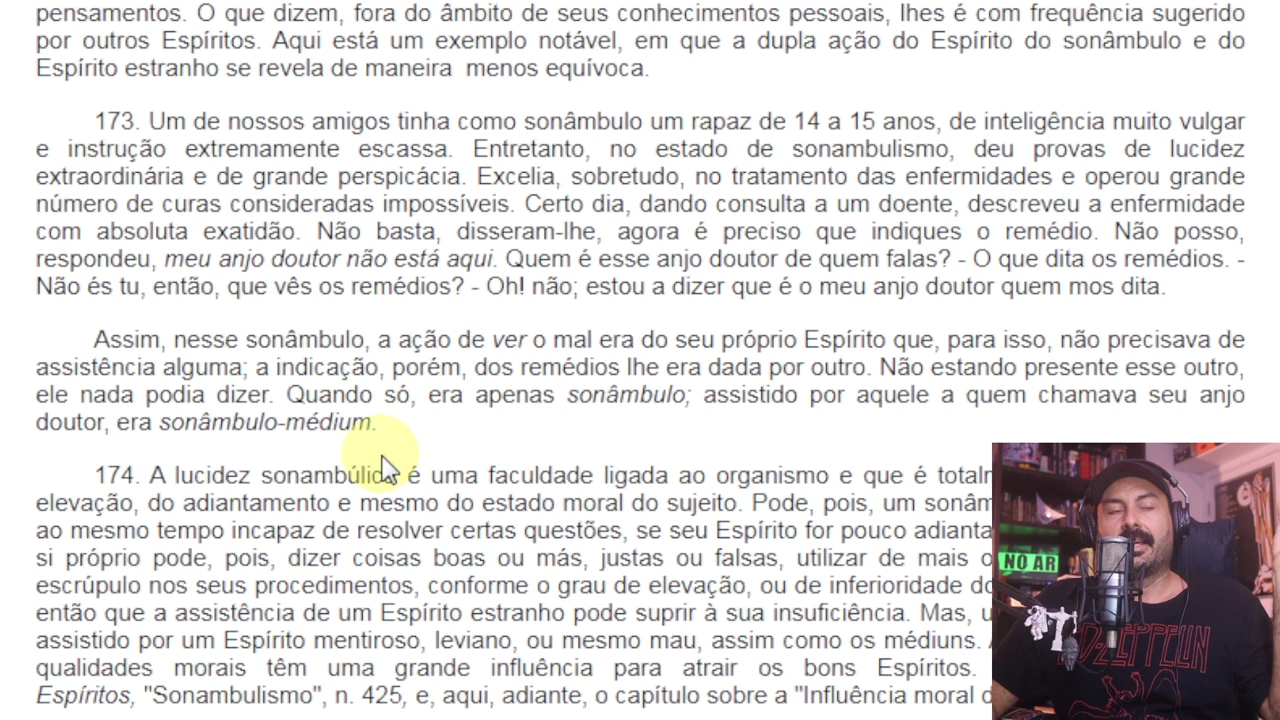 pensamentos. O que dizem, fora do âmbito de seus conhecimentos pessoais, lhes é com frequência sugerido
por outros Espíritos. Aqui está um exemplo notável, em que a dupla ação do Espírito do sonâmbulo e do
Espírito estranho se revela de maneira menos equívoca.
173. Um de nossos amigos tinha como sonâmbulo um rapaz de 14 a 15 anos, de inteligência muito vulgar
e instrução extremamente escassa. Entretanto, no estado de sonambulismo, deu provas de lucidez
extraordinária e de grande perspicácia. Excelia, sobretudo, no tratamento das enfermidades e operou grande
número de curas consideradas impossíveis. Certo dia, dando consulta a um doente, descreveu a enfermidade
com absoluta exatidão. Não basta, disseram-lhe, agora é preciso que indiques o remédio. Não posso,
respondeu, meu anjo doutor não está aqui. Quem é esse anjo doutor de quem falas? - O que dita os remédios. -
Não és tu, então, que vês os remédios? - Oh! não; estou a dizer que é o meu anjo doutor quem mos dita.
Assim, nesse sonâmbulo, a ação de ver o mal era do seu próprio Espírito que, para isso, não precisava de
assistência alguma; a indicação, porém, dos remédios lhe era dada por outro. Não estando presente esse outro,
ele nada podia dizer. Quando só, era apenas sonâmbulo; assistido por aquele a quem chamava seu anjo
doutor, era sonâmbulo-médium.
174. A lucidez sonambúlica é uma faculdade ligada ao organismo e que é
elevação, do adiantamento e mesmo do estado moral do sujeito. Pode, pois, um
ao mesmo tempo incapaz de resolver certas questões, se seu Espírito for pouco
si próprio pode, pois, dizer coisas boas ou más, justas ou falsas, utilizar de mais
escrúpulo nos seus procedimentos, conforme o grau de elevação, ou de inferioridade
então que a assistência de um Espírito estranho pode suprir à sua insuficiência. Mas,
assistido por um Espírito mentiroso, leviano, ou mesmo mau, assim como os médiuns.
qualidades morais têm uma grande influência para atrair os bons Espíritos.
Espíritos, "Sonambulismo", n. 425, e, aqui, adiante, o capítulo sobre a "Influência moral
NO AR